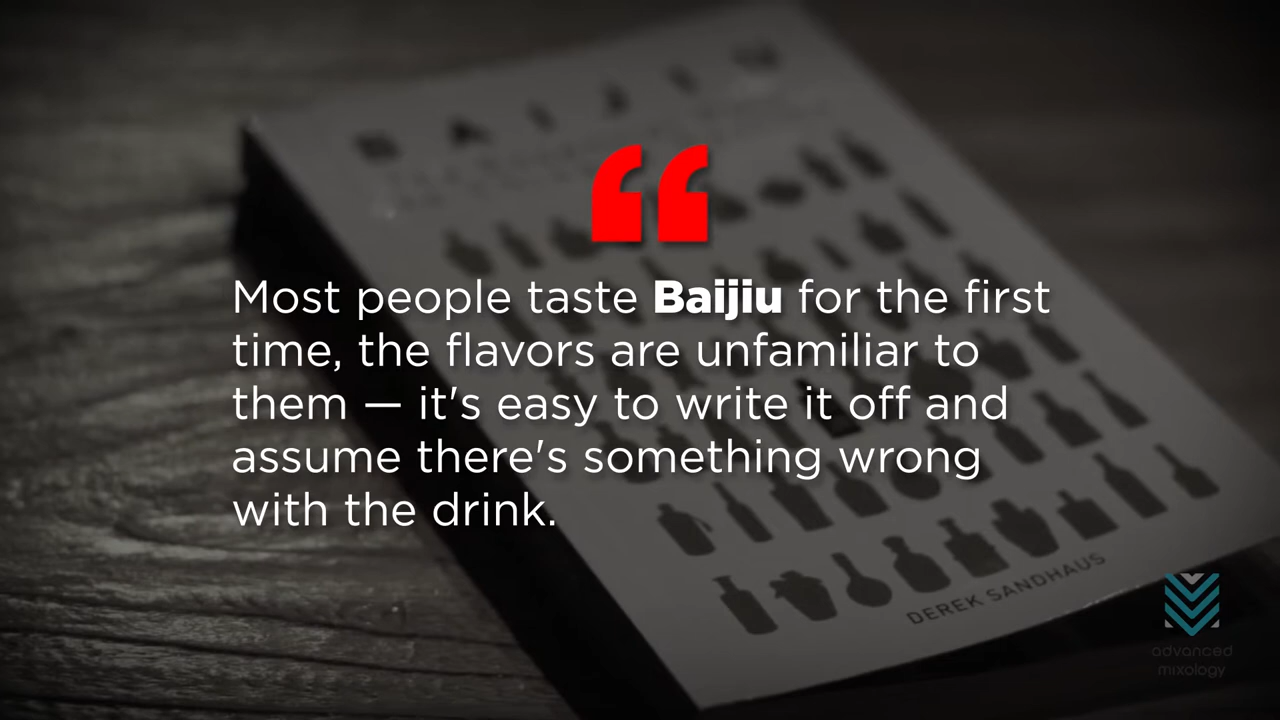 BAIJIU
Most people taste Baijiu for the first
time, the flavors are unfamiliar to
them — it's easy to write it off and
assume there's something wrong
with the drink.
DEREK SANDHAUS
advanced
mixology